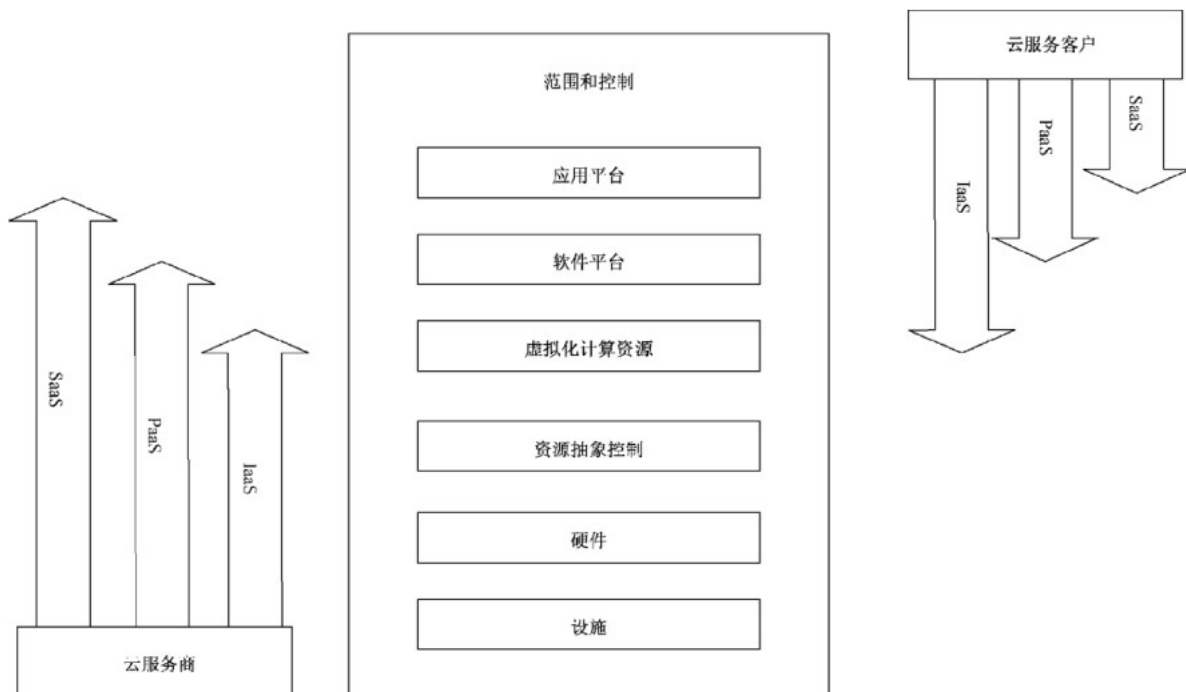 云服务客户
范围和控制
SaaS
PaaS
IaaS
应用平台
软件平台
虚拟化计算资源
SaaS
PaaS
IaaS
资源抽象控制
硬件
设施
云服务商